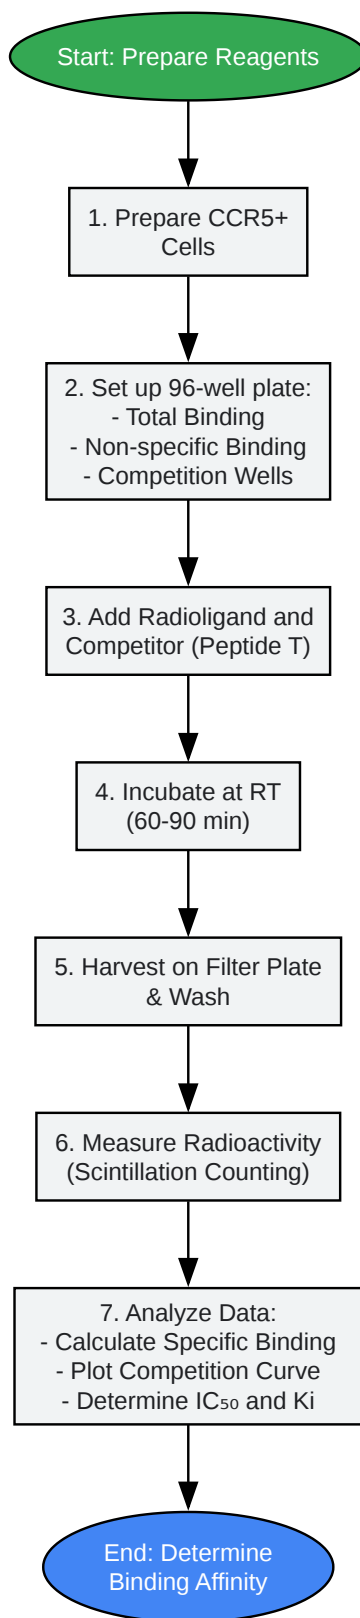 Start: Prepare Reagents
1. Prepare CCR5+
Cells
2. Set up 96-well plate:
- Total Binding
- Non-specific Binding
- Competition Wells
3. Add Radioligand and
Competitor (Peptide T)
4. Incubate at RT
(60-90 min)
5. Harvest on Filter Plate
& Wash
6. Measure Radioactivity
(Scintillation Counting)
7. Analyze Data:
- Calculate Specific Binding
- Plot Competition Curve
- Determine IC₅₀ and Ki
End: Determine
Binding Affinity